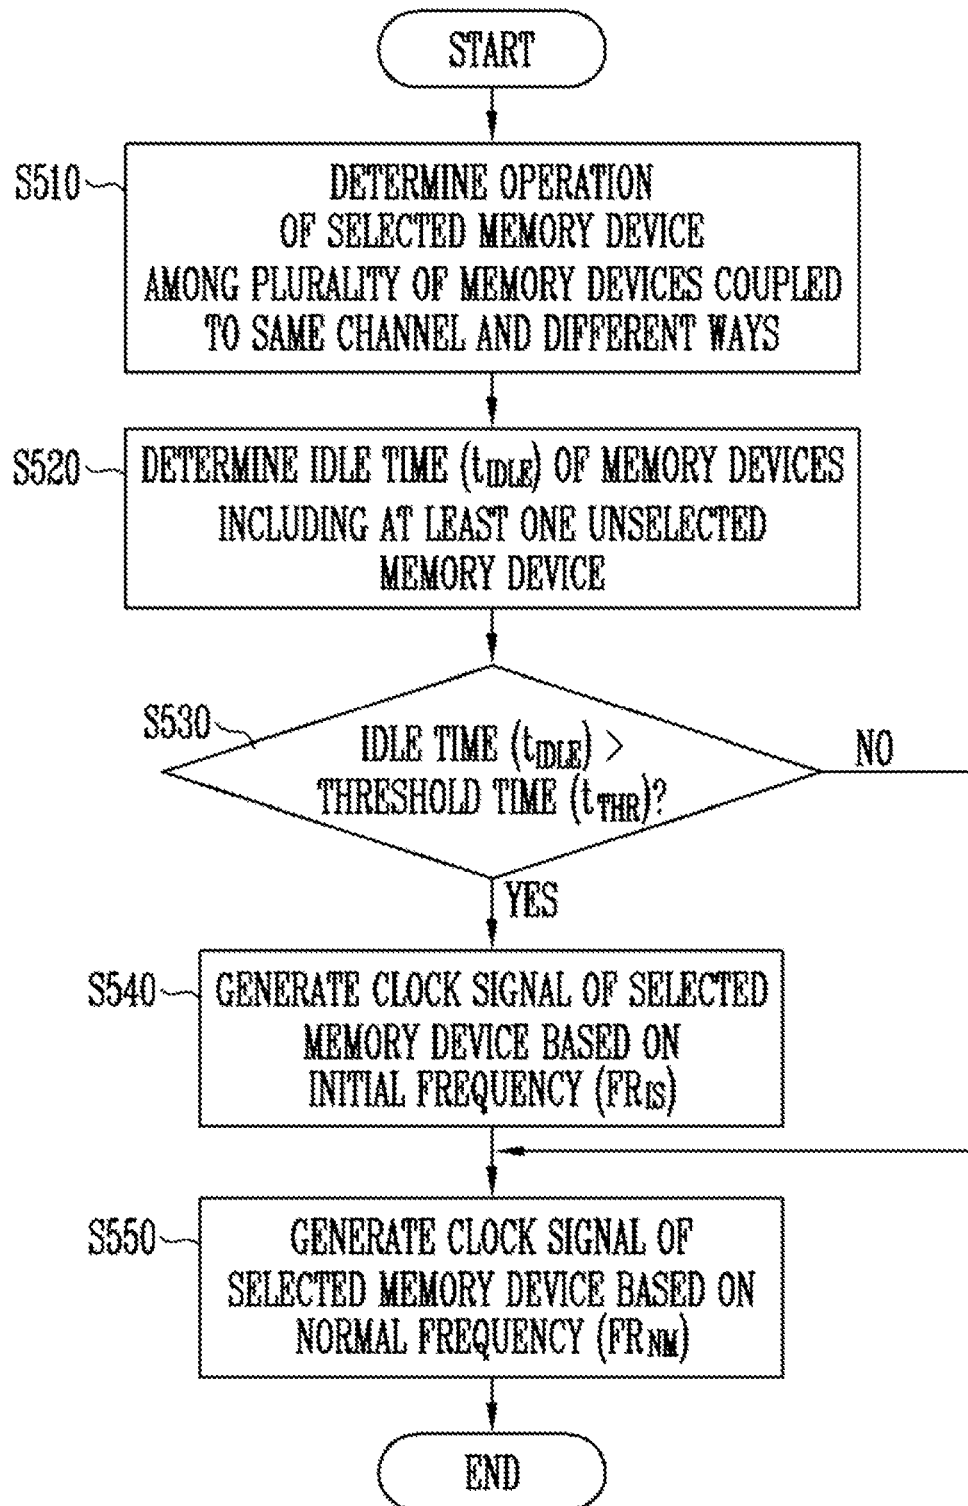 START
S510
DETERMINE OPERATION
OF SELECTED MEMORY DEVICE
AMONG PLURALITY OF MEMORY DEVICES COUPLED
TO SAME CHANNEL AND DIFFERENT WAYS
S520
DETERMINE IDLE TIME (tIDLE) OF MEMORY DEVICES
INCLUDING AT LEAST ONE UNSELECTED
MEMORY DEVICE
S530
IDLE TIME (tIDLE) >
THRESHOLD TIME (tTHR)?
NO
YES
S540
GENERATE CLOCK SIGNAL OF SELECTED
MEMORY DEVICE BASED ON
INITIAL FREQUENCY (FRIS)
S550
GENERATE CLOCK SIGNAL OF
SELECTED MEMORY DEVICE BASED ON
NORMAL FREQUENCY (FRNM)
END